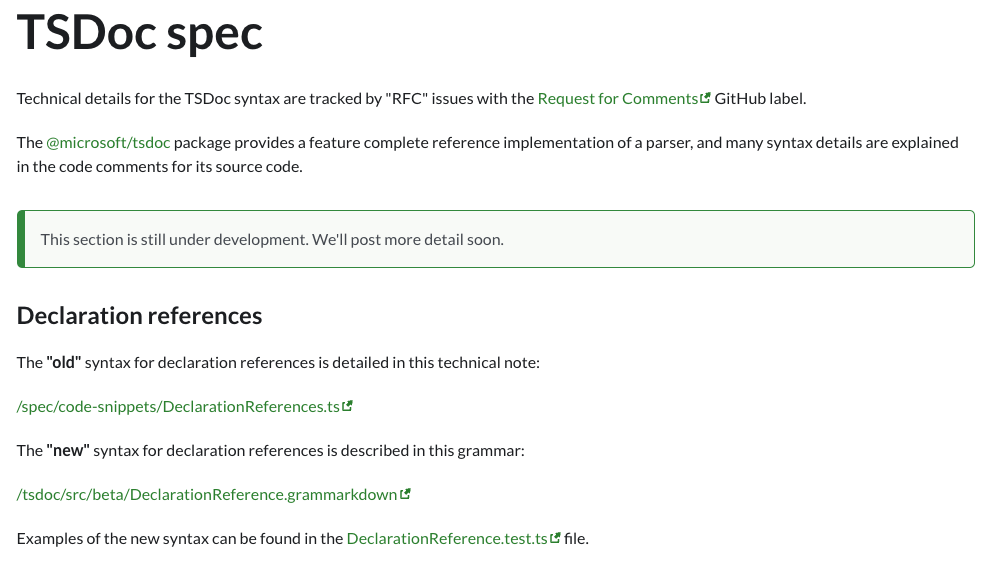 TSDoc spec
Technical details for the TSDoc syntax are tracked by "RFC" issues with the Request for Comments GitHub label.
The @microsoft/tsdoc package provides a feature complete reference implementation of a parser, and many syntax details are explained
in the code comments for its source code.
This section is still under development. We'll post more detail soon.
Declaration references
The "old" syntax for declaration references is detailed in this technical note:
/spec/code-snippets/DeclarationReferences.ts
The "new" syntax for declaration references is described in this grammar:
/tsdoc/src/beta/DeclarationReference.grammarkdown
Examples of the new syntax can be found in the DeclarationReference.test.ts file.